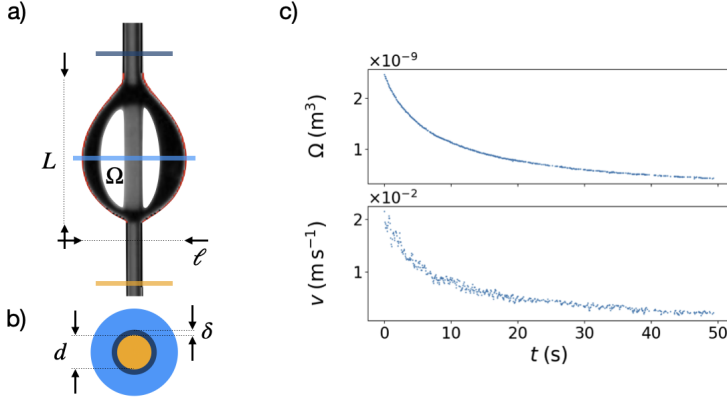 a)
L
Ω
ℓ
b)
d
δ
c)
×10⁻⁹
2
1
Ω (m³)
×10⁻²
2
1
v (m s⁻¹)
0
10
20
30
40
50
t (s)